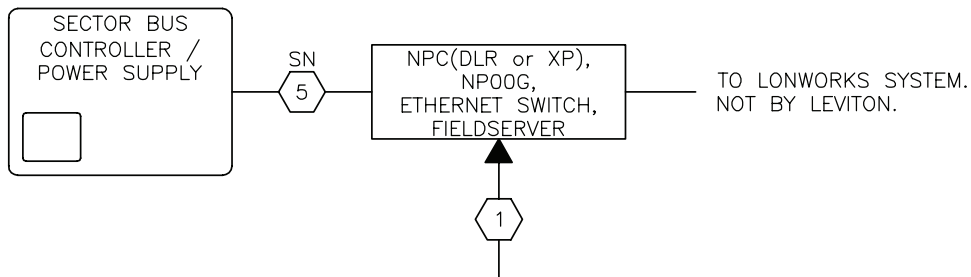 SECTOR BUS
CONTROLLER /
POWER SUPPLY
SN
5
NPC(DLR or XP),
NP00G,
ETHERNET SWITCH,
FIELDSERVER
TO LONWORKS SYSTEM.
NOT BY LEVITON.
1